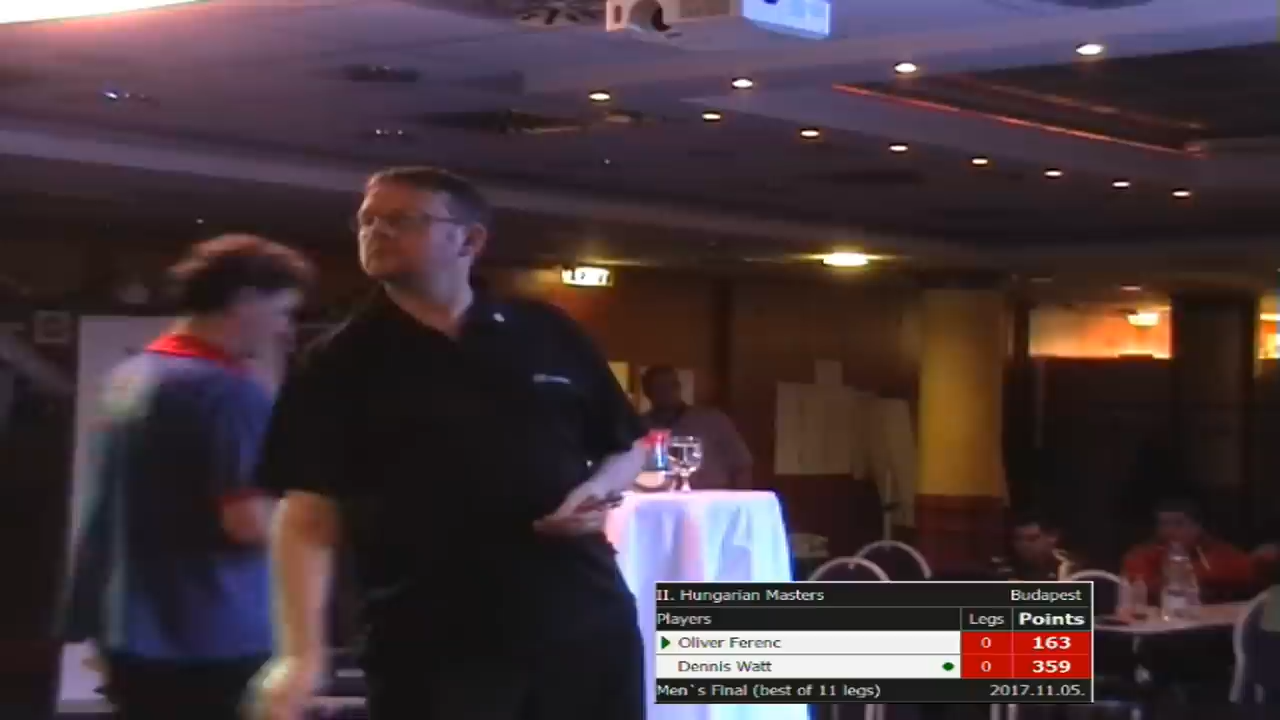 II. Hungarian Masters Budapest
Players Legs Points
Oliver Ferenc 0 163
Dennis Watt 0 359
Men`s Final (best of 11 legs) 2017.11.05.